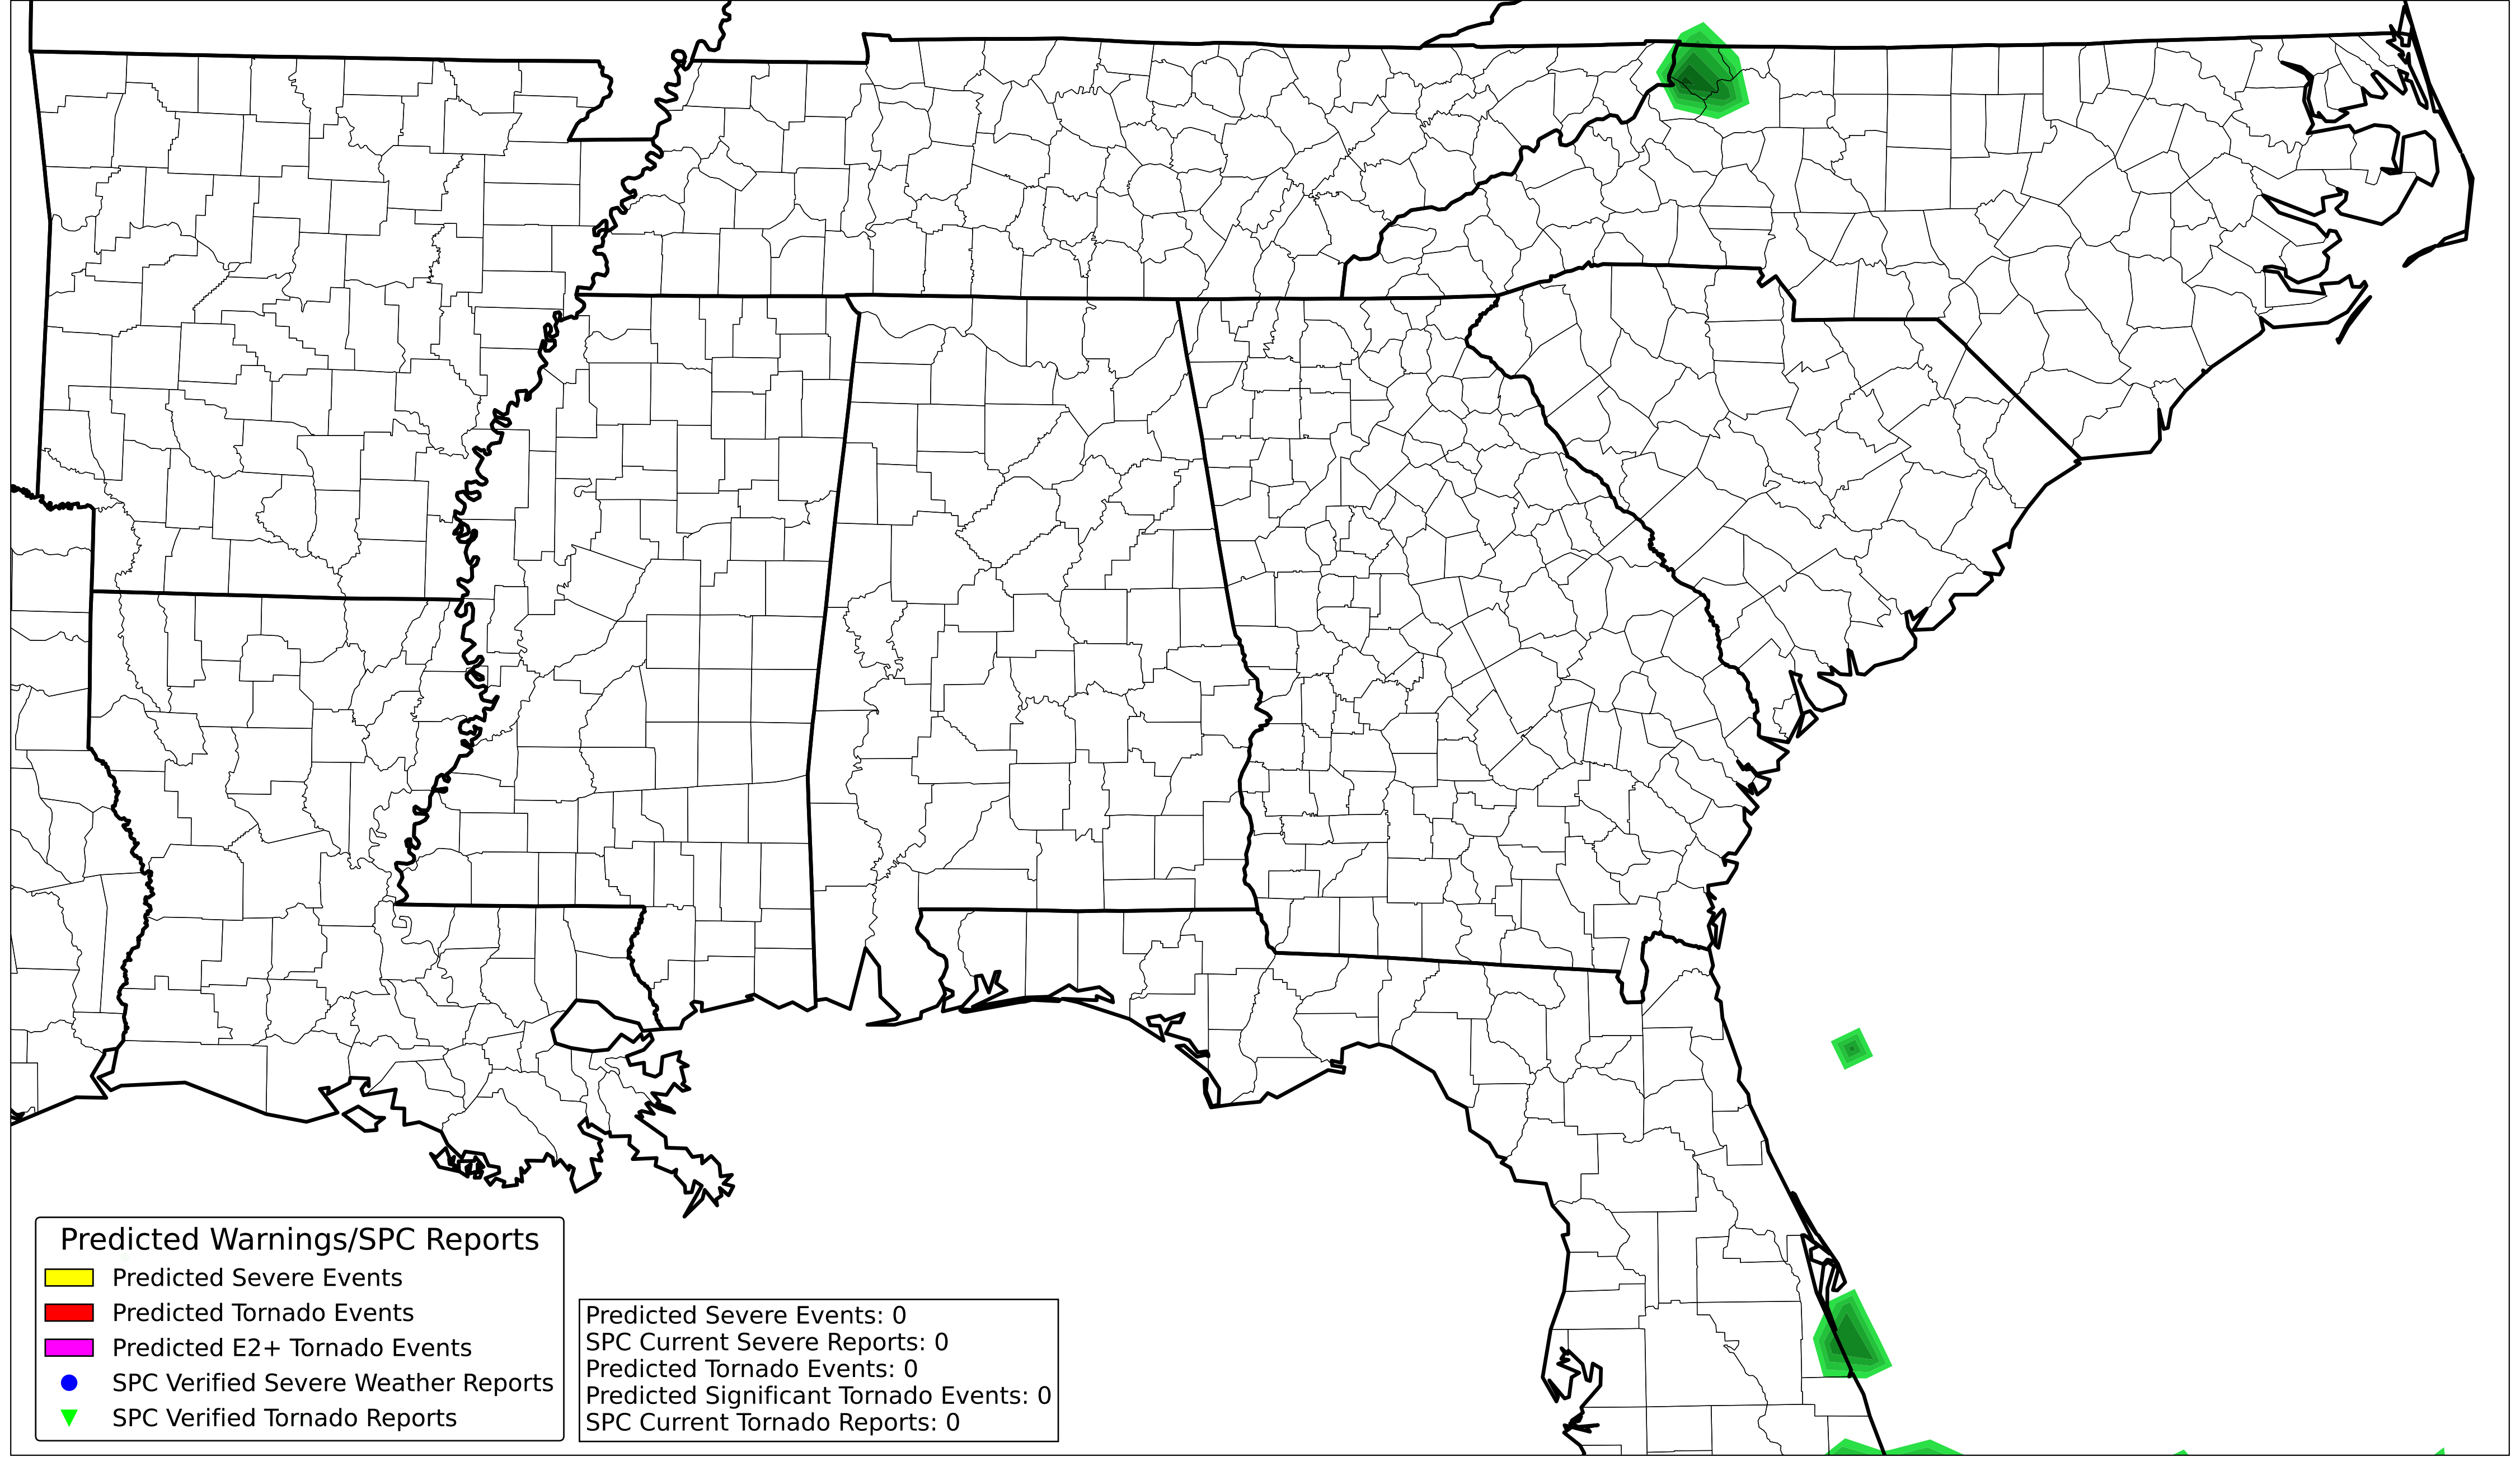 Predicted Warnings/SPC Reports
Predicted Severe Events
Predicted Tornado Events
Predicted E2+ Tornado Events
SPC Verified Severe Weather Reports
SPC Verified Tornado Reports
Predicted Severe Events: 0
SPC Current Severe Reports: 0
Predicted Tornado Events: 0
Predicted Significant Tornado Events: 0
SPC Current Tornado Reports: 0